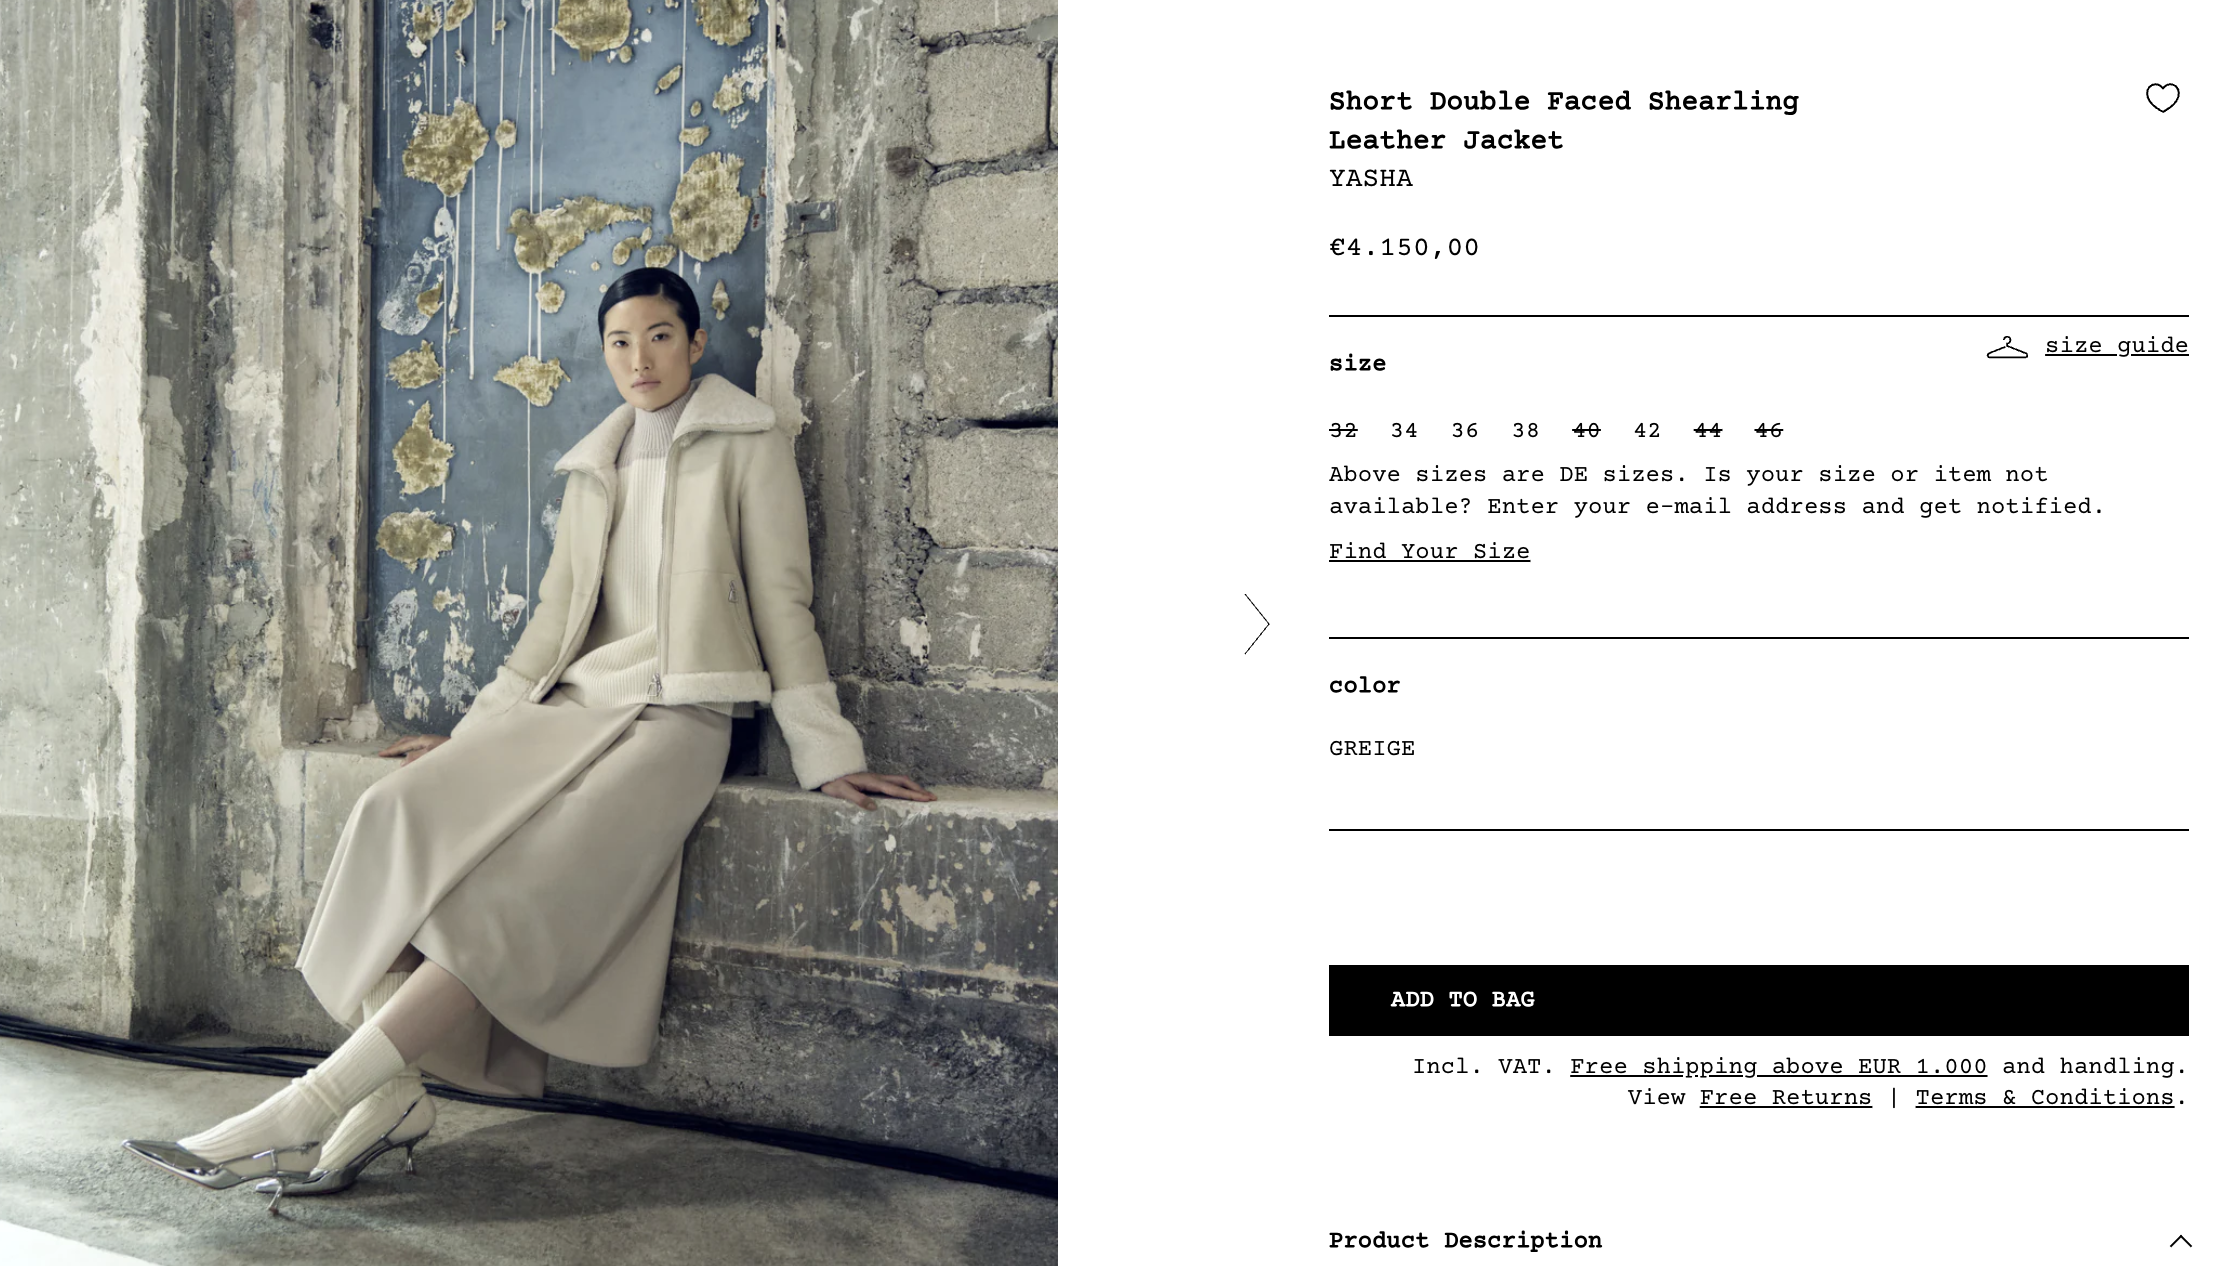 Short Double Faced Shearling
Leather Jacket
YASHA
€4.150,00
size guide
size
32 34 36 38 40 42 44 46
Above sizes are DE sizes. Is your size or item not
available? Enter your e-mail address and get notified.
Find Your Size
color
GREIGE
ADD TO BAG
Incl. VAT. Free shipping above EUR 1.000 and handling.
View Free Returns | Terms & Conditions.
Product Description